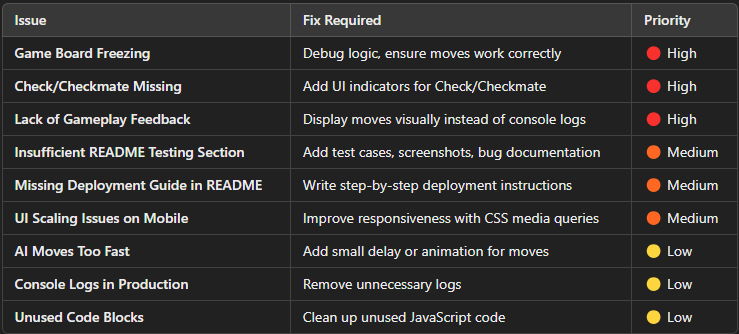 Issue Fix Required Priority
Game Board Freezing Debug logic, ensure moves work correctly High
Check/Checkmate Missing Add UI indicators for Check/Checkmate High
Lack of Gameplay Feedback Display moves visually instead of console logs High
Insufficient README Testing Section Add test cases, screenshots, bug documentation Medium
Missing Deployment Guide in README Write step-by-step deployment instructions Medium
UI Scaling Issues on Mobile Improve responsiveness with CSS media queries Medium
AI Moves Too Fast Add small delay or animation for moves Low
Console Logs in Production Remove unnecessary logs Low
Unused Code Blocks Clean up unused JavaScript code Low